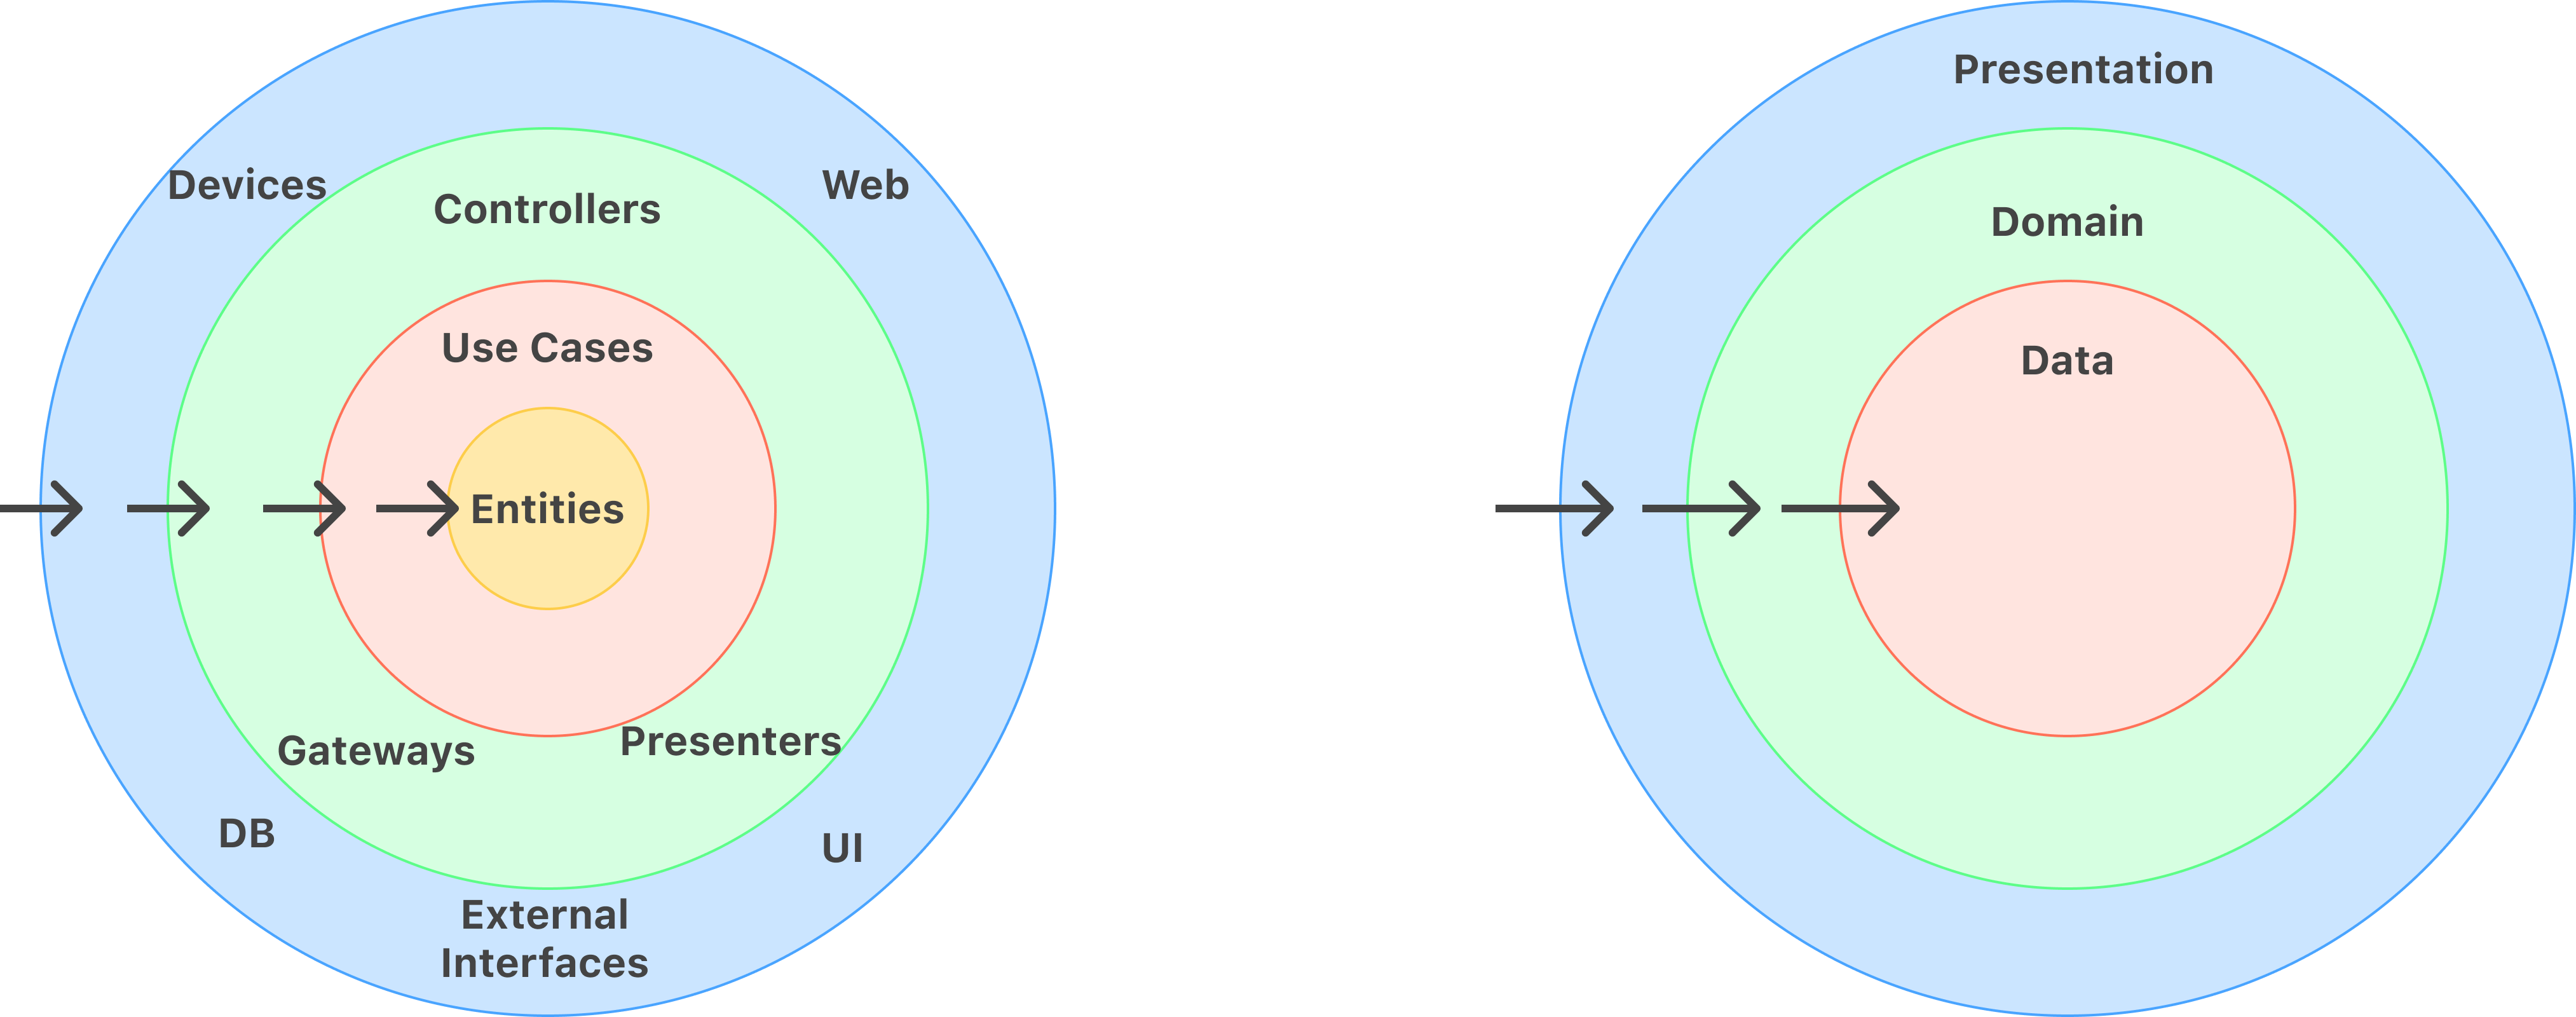 Devices
Web
Controllers
Use Cases
Entities
Gateways
Presenters
DB
UI
External
Interfaces
Presentation
Domain
Data